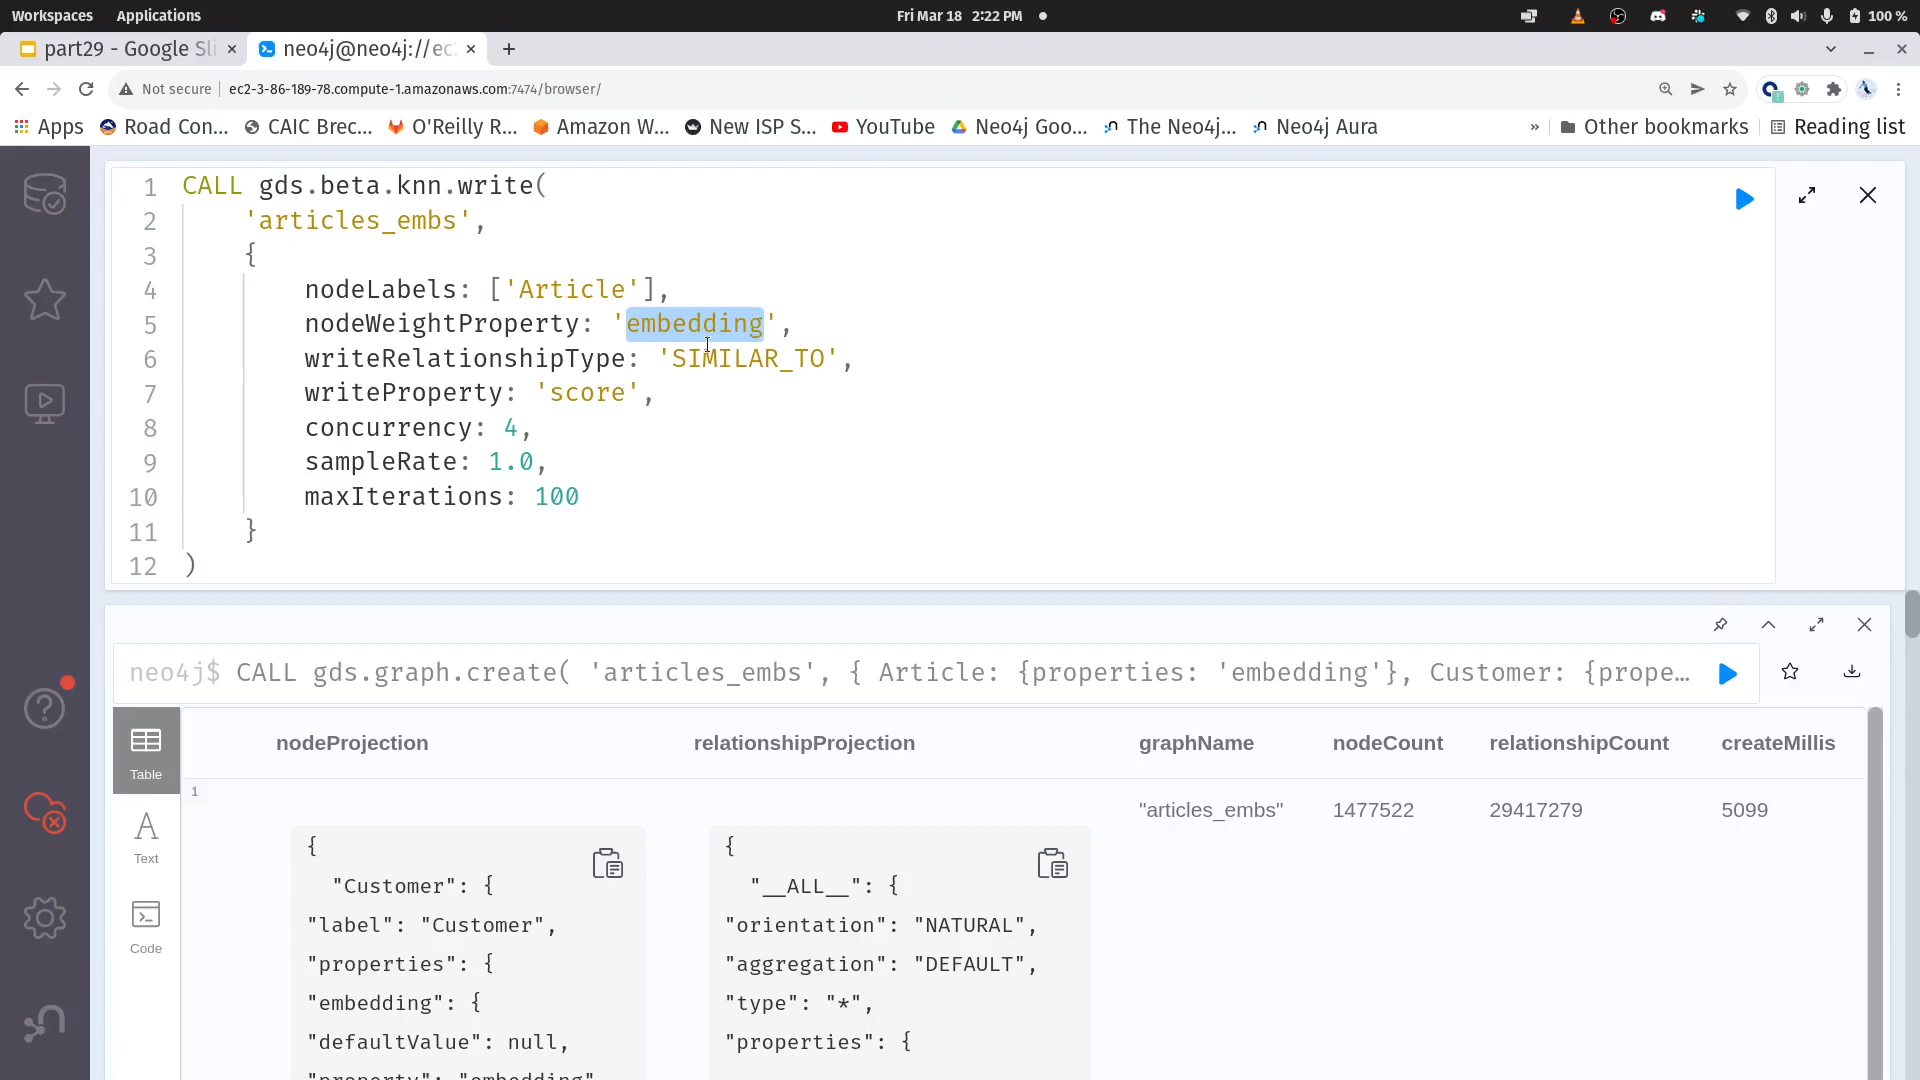 Workspaces Applications Fri Mar 18 2:22 PM 100 %
part29 - Google Sli neo4j@neo4j://ec
Not secure ec2-3-86-189-78.compute-1.amazonaws.com:7474/browser/
Apps Road Con... CAIC Brec... O'Reilly R... Amazon W... New ISP S... YouTube Neo4j Goo... The Neo4j... Neo4j Aura » Other bookmarks Reading list
1 CALL gds.beta.knn.write(
2 'articles_embs',
3 {
4 nodeLabels: ['Article'],
5 nodeWeightProperty: 'embedding',
6 writeRelationshipType: 'SIMILAR_TO',
7 writeProperty: 'score',
8 concurrency: 4,
9 sampleRate: 1.0,
10 maxIterations: 100
11 }
12 )
neo4j$ CALL gds.graph.create( 'articles_embs', { Article: {properties: 'embedding'}, Customer: {prope…
Table
Text
Code
nodeProjection relationshipProjection graphName nodeCount relationshipCount createMillis
1
"articles_embs" 1477522 29417279 5099
{
"Customer": {
"label": "Customer",
"properties": {
"embedding": {
"defaultValue": null,
"property": "embedding"
{
"__ALL__": {
"orientation": "NATURAL",
"aggregation": "DEFAULT",
"type": "*",
"properties": {